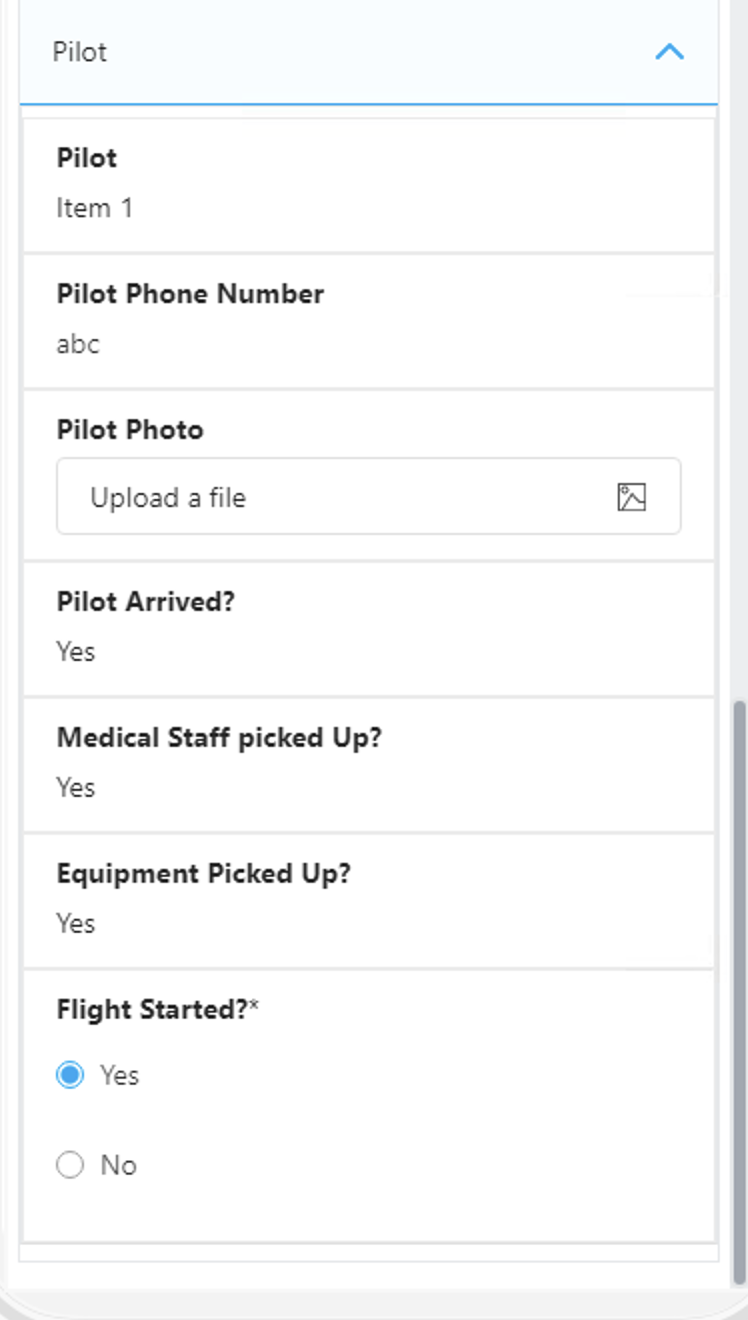 Pilot
Pilot
Item 1
Pilot Phone Number
abc
Pilot Photo
Upload a file
Pilot Arrived?
Yes
Medical Staff picked Up?
Yes
Equipment Picked Up?
Yes
Flight Started?*
Yes
No